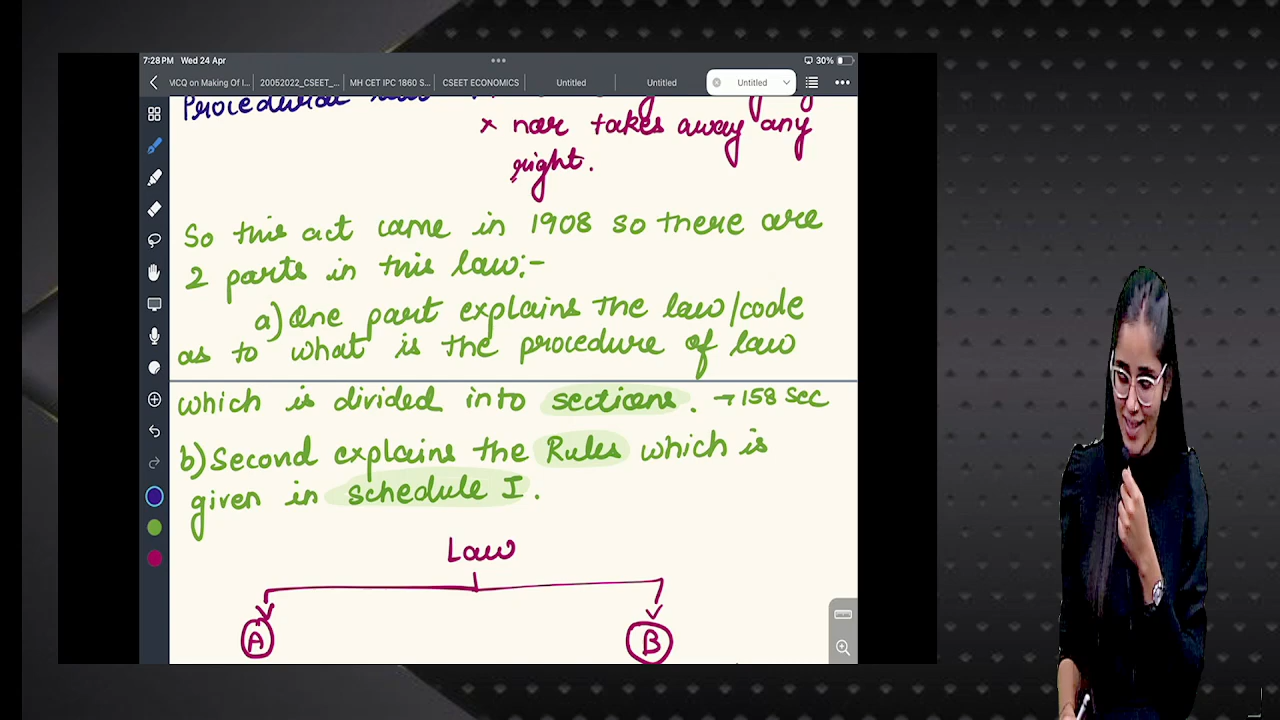 7:28 PM Wed 24 Apr
30%
MCQ on Making Of I...
20052022_CSEET_...
MH CET IPC 1860 S...
CSEET ECONOMICS
Untitled
Untitled
Untitled
Procedural
× nor takes away any
right.
So this act came in 1908 so there are
2 parts in this law:-
a) One part explains the law/code
as to what is the procedure of law
which is divided into sections. → 158 sec
b) Second explains the Rules which is
given in schedule I.
Law
A
B